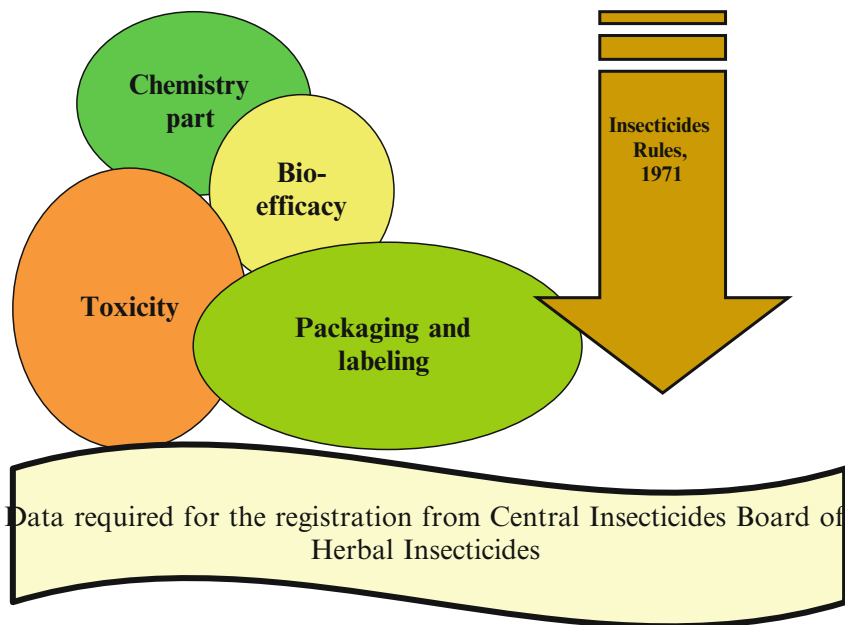 Chemistry
part
Bio-
efficacy
Toxicity
Packaging and
labeling
Insecticides
Rules,
1971
Data required for the registration from Central Insecticides Board of
Herbal Insecticides